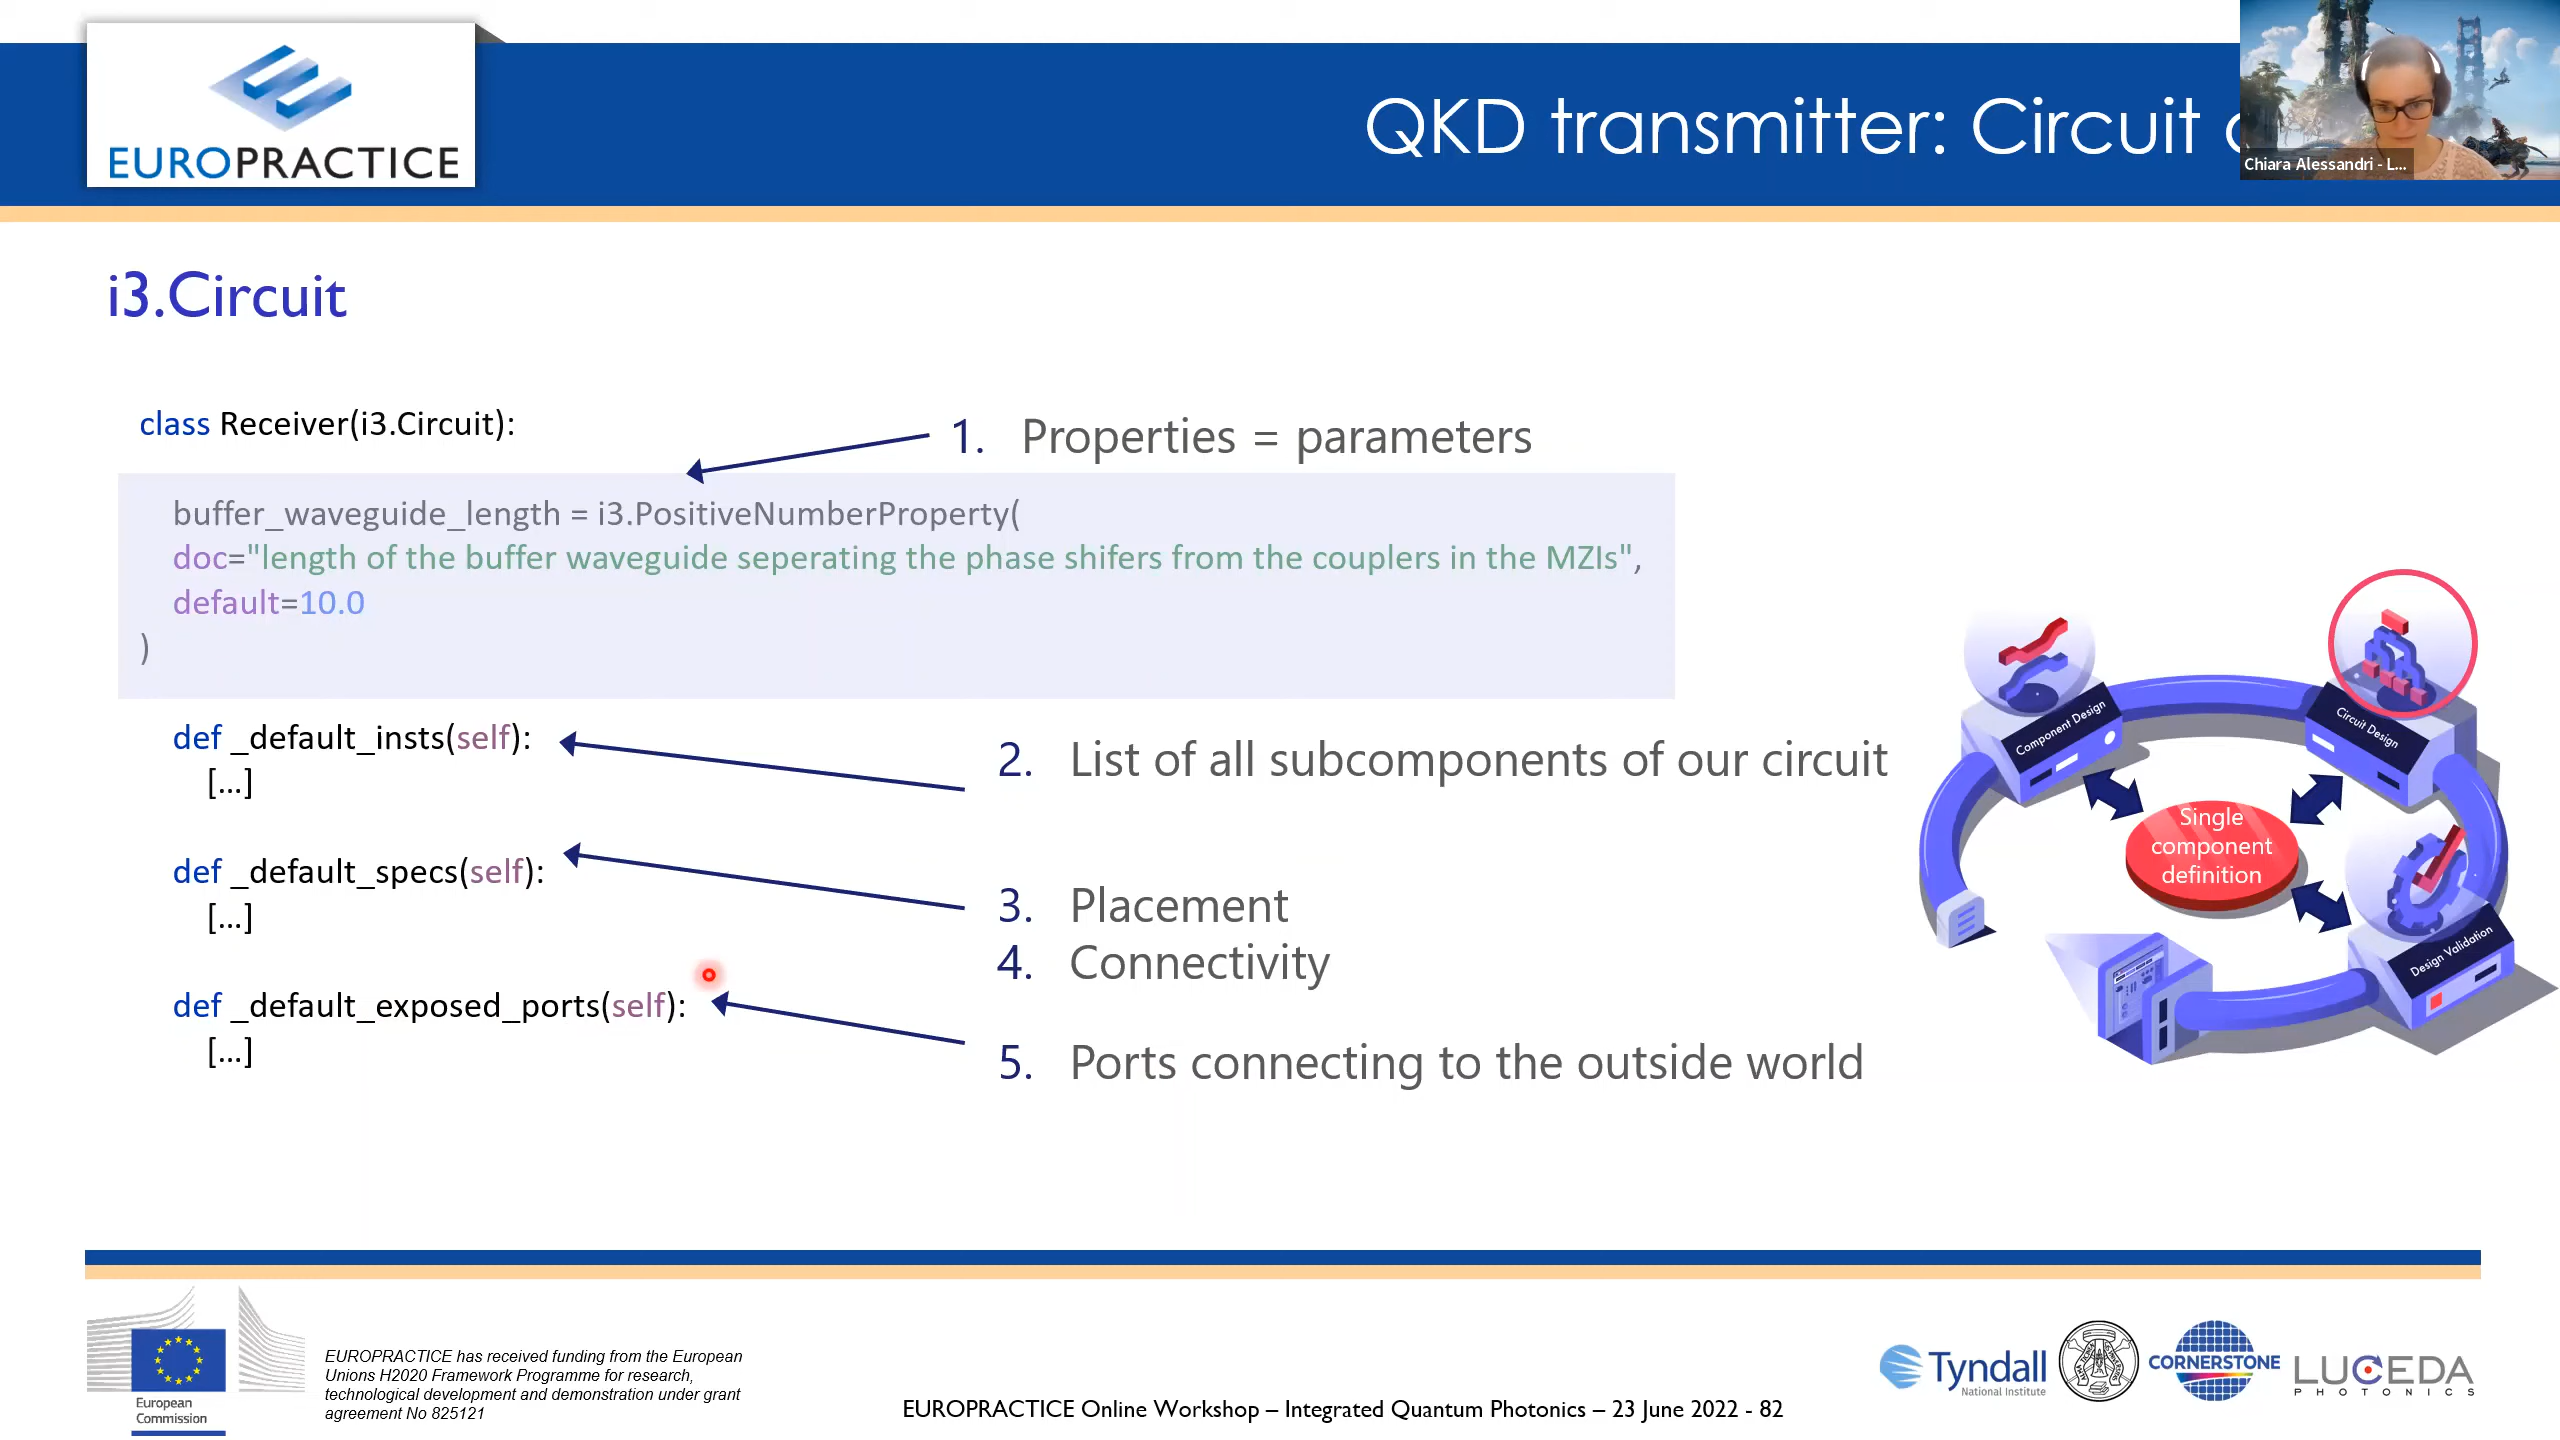 EUROPRACTICE
QKD transmitter: Circuit
Chiara Alessandri - L...
i3.Circuit
class Receiver(i3.Circuit):
1. Properties = parameters
buffer_waveguide_length = i3.PositiveNumberProperty(
doc="length of the buffer waveguide seperating the phase shifers from the couplers in the MZIs",
default=10.0
)
def _default_insts(self):
[...]
2. List of all subcomponents of our circuit
def _default_specs(self):
[...]
3. Placement
4. Connectivity
def _default_exposed_ports(self):
[...]
5. Ports connecting to the outside world
Component Design
Circuit Design
Single
component
definition
Design Validation
European
Commission
EUROPRACTICE has received funding from the European
Unions H2020 Framework Programme for research,
technological development and demonstration under grant
agreement No 825121
EUROPRACTICE Online Workshop – Integrated Quantum Photonics – 23 June 2022 - 82
Tyndall
National Institute
CORNERSTONE
LUCEDA
PHOTONICS